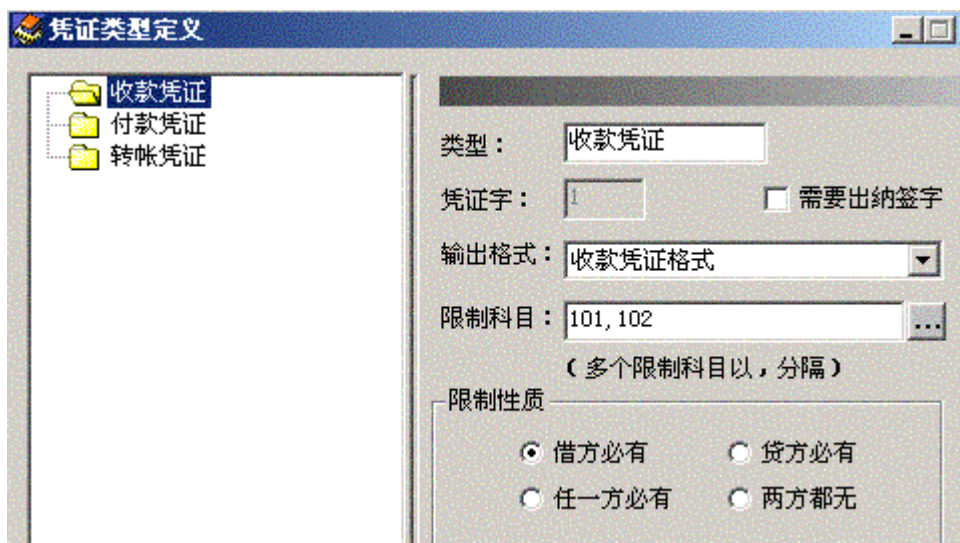 凭证类型定义
收款凭证
付款凭证
转帐凭证
类型：
收款凭证
凭证字：
1
需要出纳签字
输出格式：
收款凭证格式
限制科目：
101,102
...
（多个限制科目以，分隔）
限制性质
借方必有
贷方必有
任一方必有
两方都无